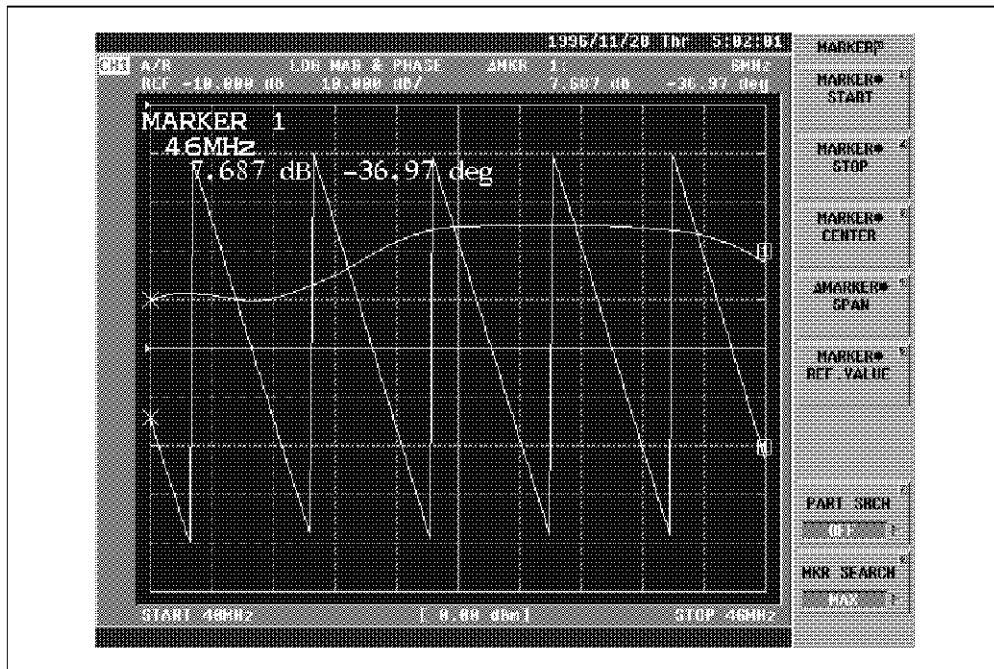 1996/11/28 Thr 5:02:01
CH1 A/R LOG MAG & PHASE ΔMKR 1 6MHz
REF -10.000 dB 10.000 dB/ 7.687 dB -36.97 deg
MARKER 1
46MHz
7.687 dB -36.97 deg
START 40MHz [ 0.00 dbm] STOP 46MHz
MARKER
MARKER
START
MARKER
STOP
MARKER
CENTER
ΔMARKER
SPAN
MARKER
REF.VALUE
PART SRCH
OFF
MKR SEARCH
MAX